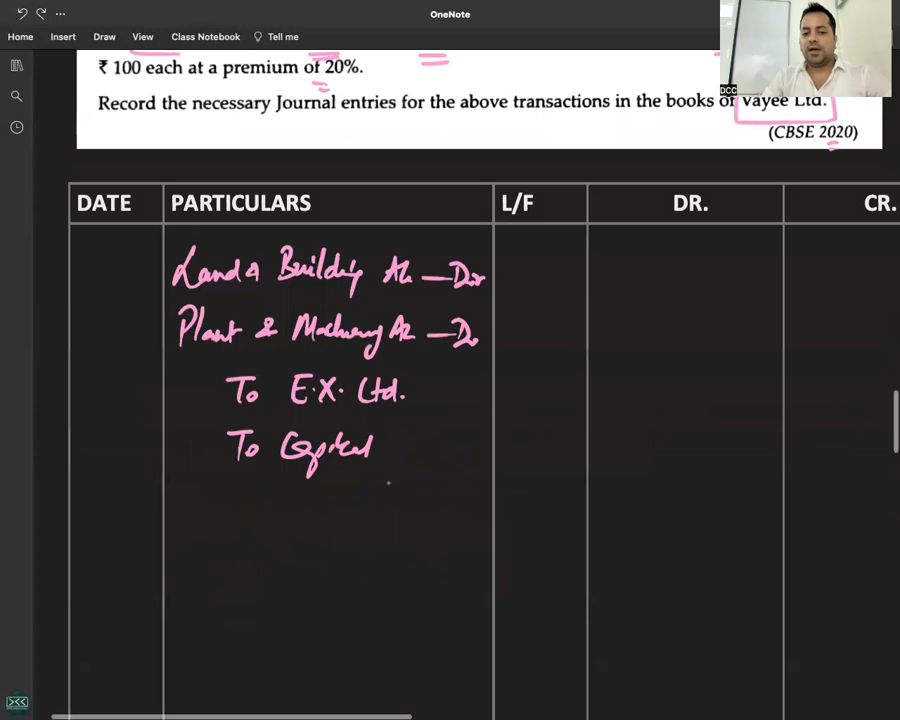 OneNote
Home Insert Draw View Class Notebook Tell me
DCC
₹ 100 each at a premium of 20%.
Record the necessary Journal entries for the above transactions in the books of Vayee Ltd.
(CBSE 2020)
DATE PARTICULARS L/F DR. CR.
Land & Building A/c — Dr
Plant & Machinery A/c — Dr
To E.X. Ltd.
To Capital